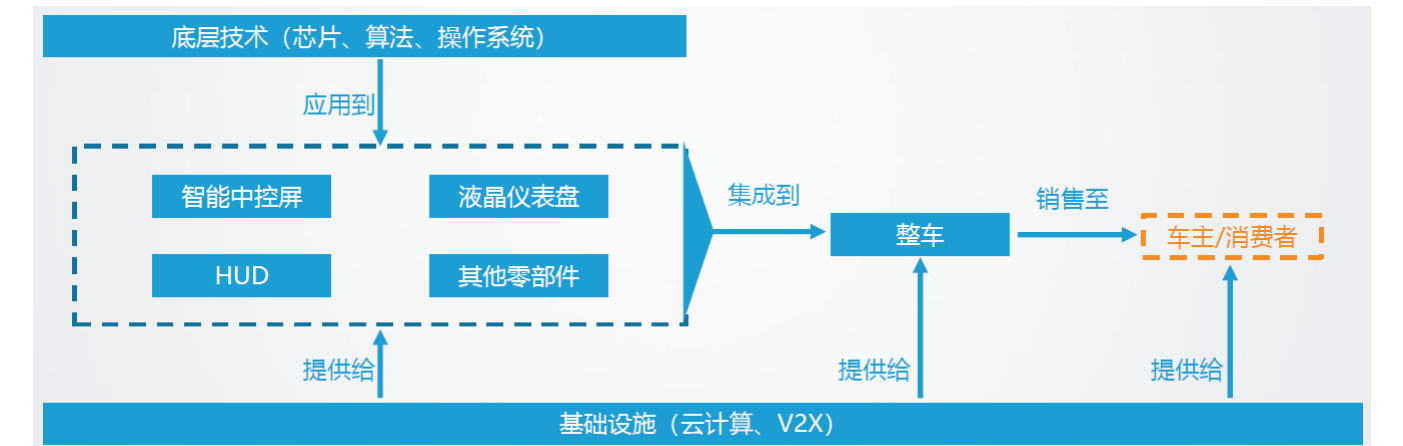 底层技术（芯片、算法、操作系统）
应用到
智能中控屏
液晶仪表盘
HUD
其他零部件
集成到
整车
销售至
车主/消费者
提供给
提供给
提供给
基础设施（云计算、V2X）